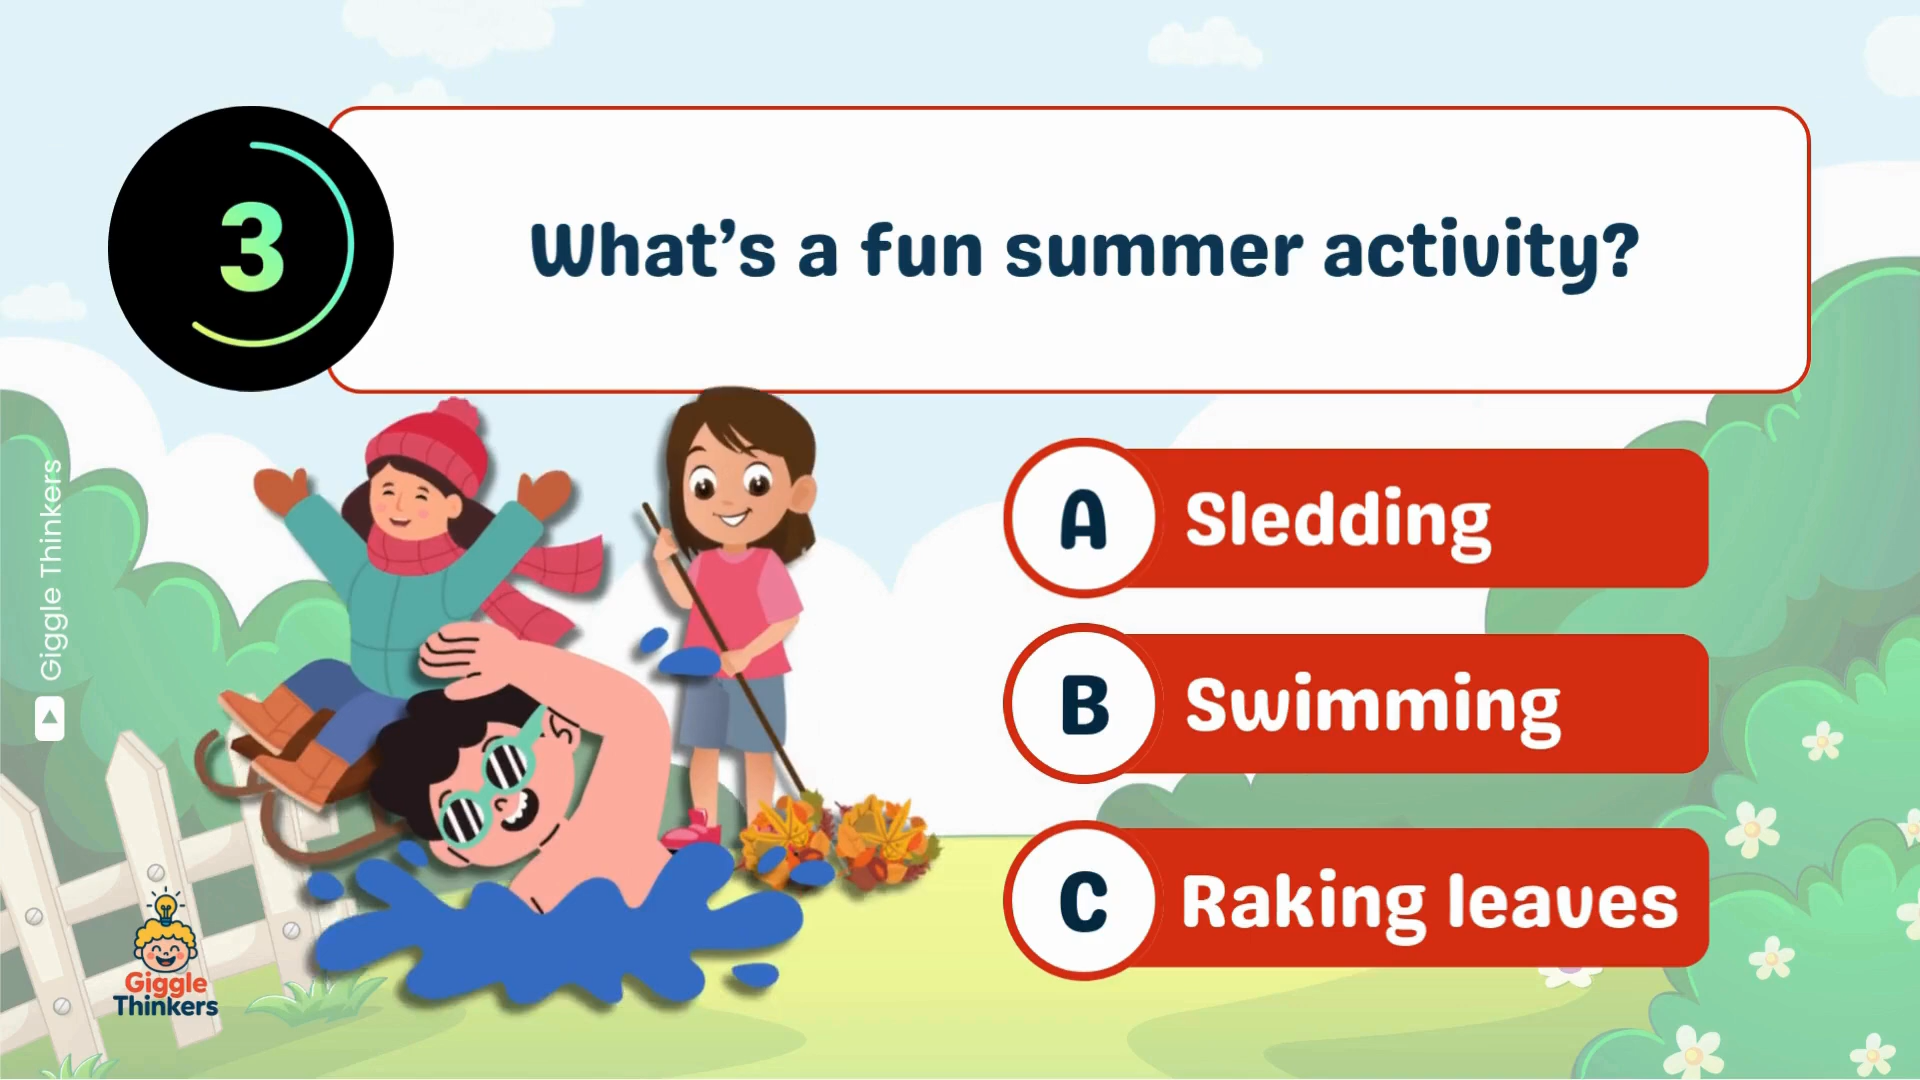 3
What's a fun summer activity?
A Sledding
B Swimming
C Raking leaves
Giggle Thinkers
Giggle
Thinkers